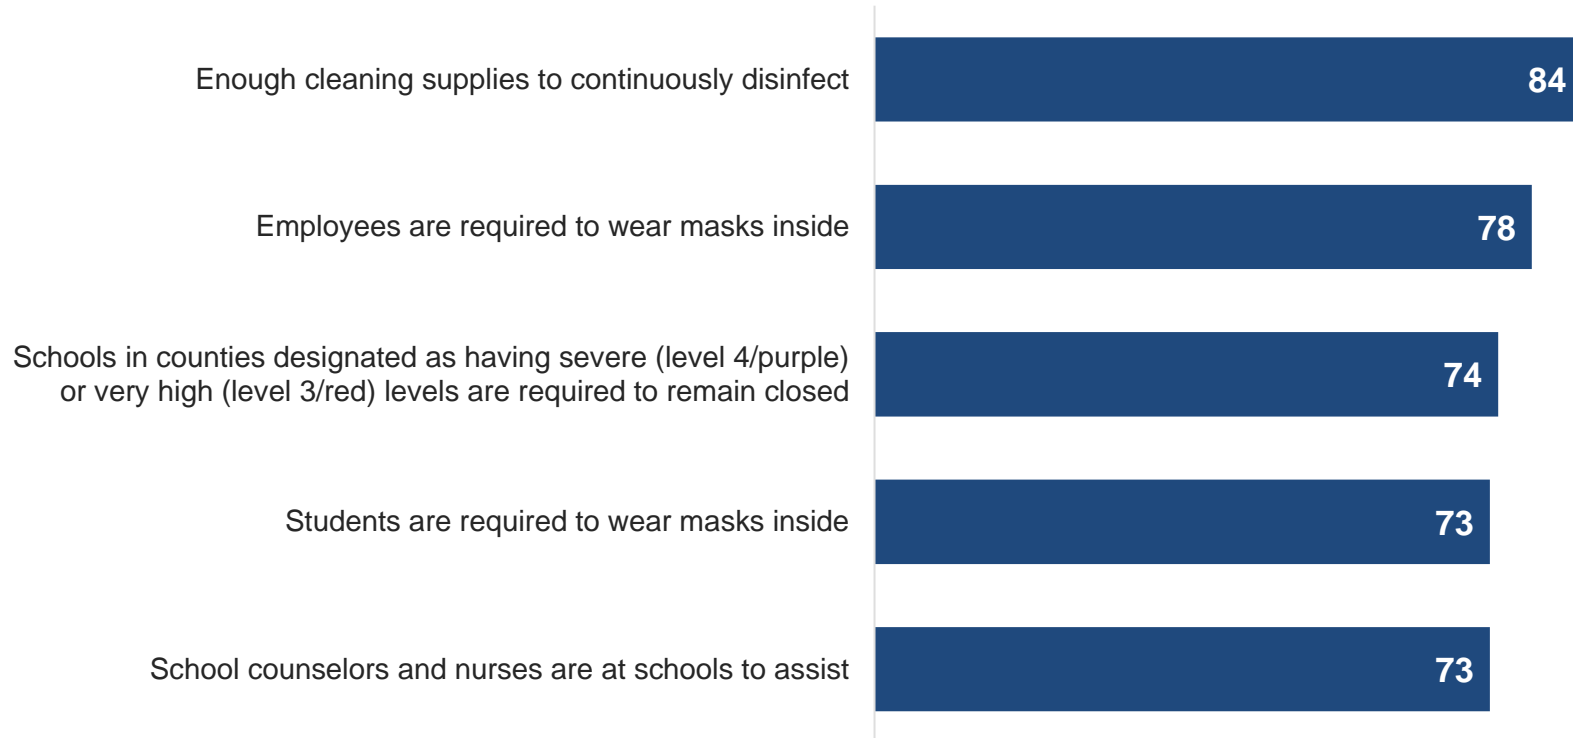 Enough cleaning supplies to continuously disinfect
84
Employees are required to wear masks inside
78
Schools in counties designated as having severe (level 4/purple)
or very high (level 3/red) levels are required to remain closed
74
Students are required to wear masks inside
73
School counselors and nurses are at schools to assist
73